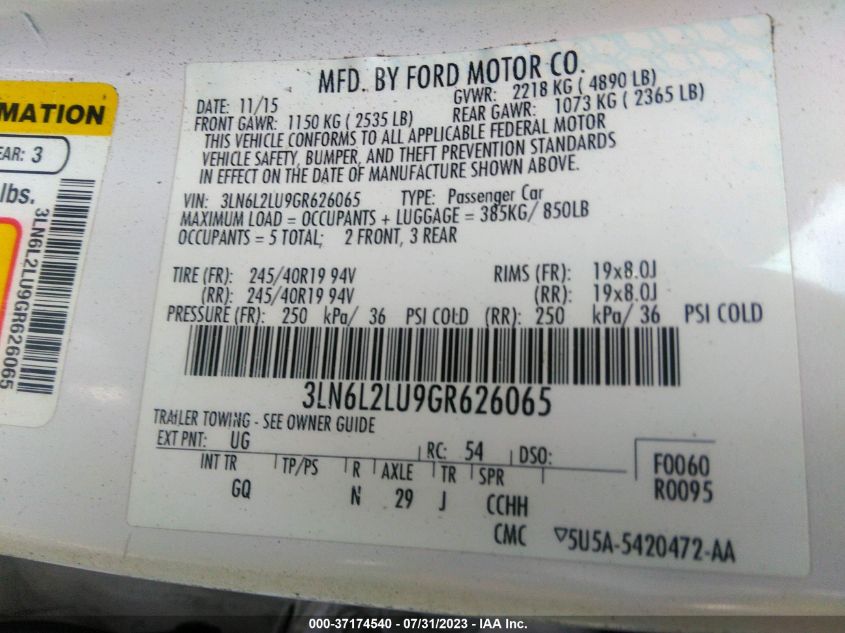 MFD. BY FORD MOTOR CO.
DATE: 11/15 GVWR: 2218 KG ( 4890 LB)
FRONT GAWR: 1150 KG ( 2535 LB) REAR GAWR: 1073 KG ( 2365 LB)
THIS VEHICLE CONFORMS TO ALL APPLICABLE FEDERAL MOTOR
VEHICLE SAFETY, BUMPER, AND THEFT PREVENTION STANDARDS
IN EFFECT ON THE DATE OF MANUFACTURE SHOWN ABOVE.
VIN: 3LN6L2LU9GR626065 TYPE: Passenger Car
MAXIMUM LOAD = OCCUPANTS + LUGGAGE = 385KG/ 850LB
OCCUPANTS = 5 TOTAL; 2 FRONT, 3 REAR
TIRE (FR): 245/40R19 94V RIMS (FR): 19x8.0J
(RR): 245/40R19 94V (RR): 19x8.0J
PRESSURE (FR): 250 kPa/ 36 PSI COLD (RR): 250 kPa/ 36 PSI COLD
3LN6L2LU9GR626065
TRAILER TOWING - SEE OWNER GUIDE
EXT PNT: UG RC: 54 DSO:
INT TR TP/PS R AXLE TR SPR F0060
GQ N 29 J CCHH R0095
CMC ▽5U5A-5420472-AA
MATION
EAR: 3
lbs.
3LN6L2LU9GR626065
000-37174540 - 07/31/2023 - IAA Inc.